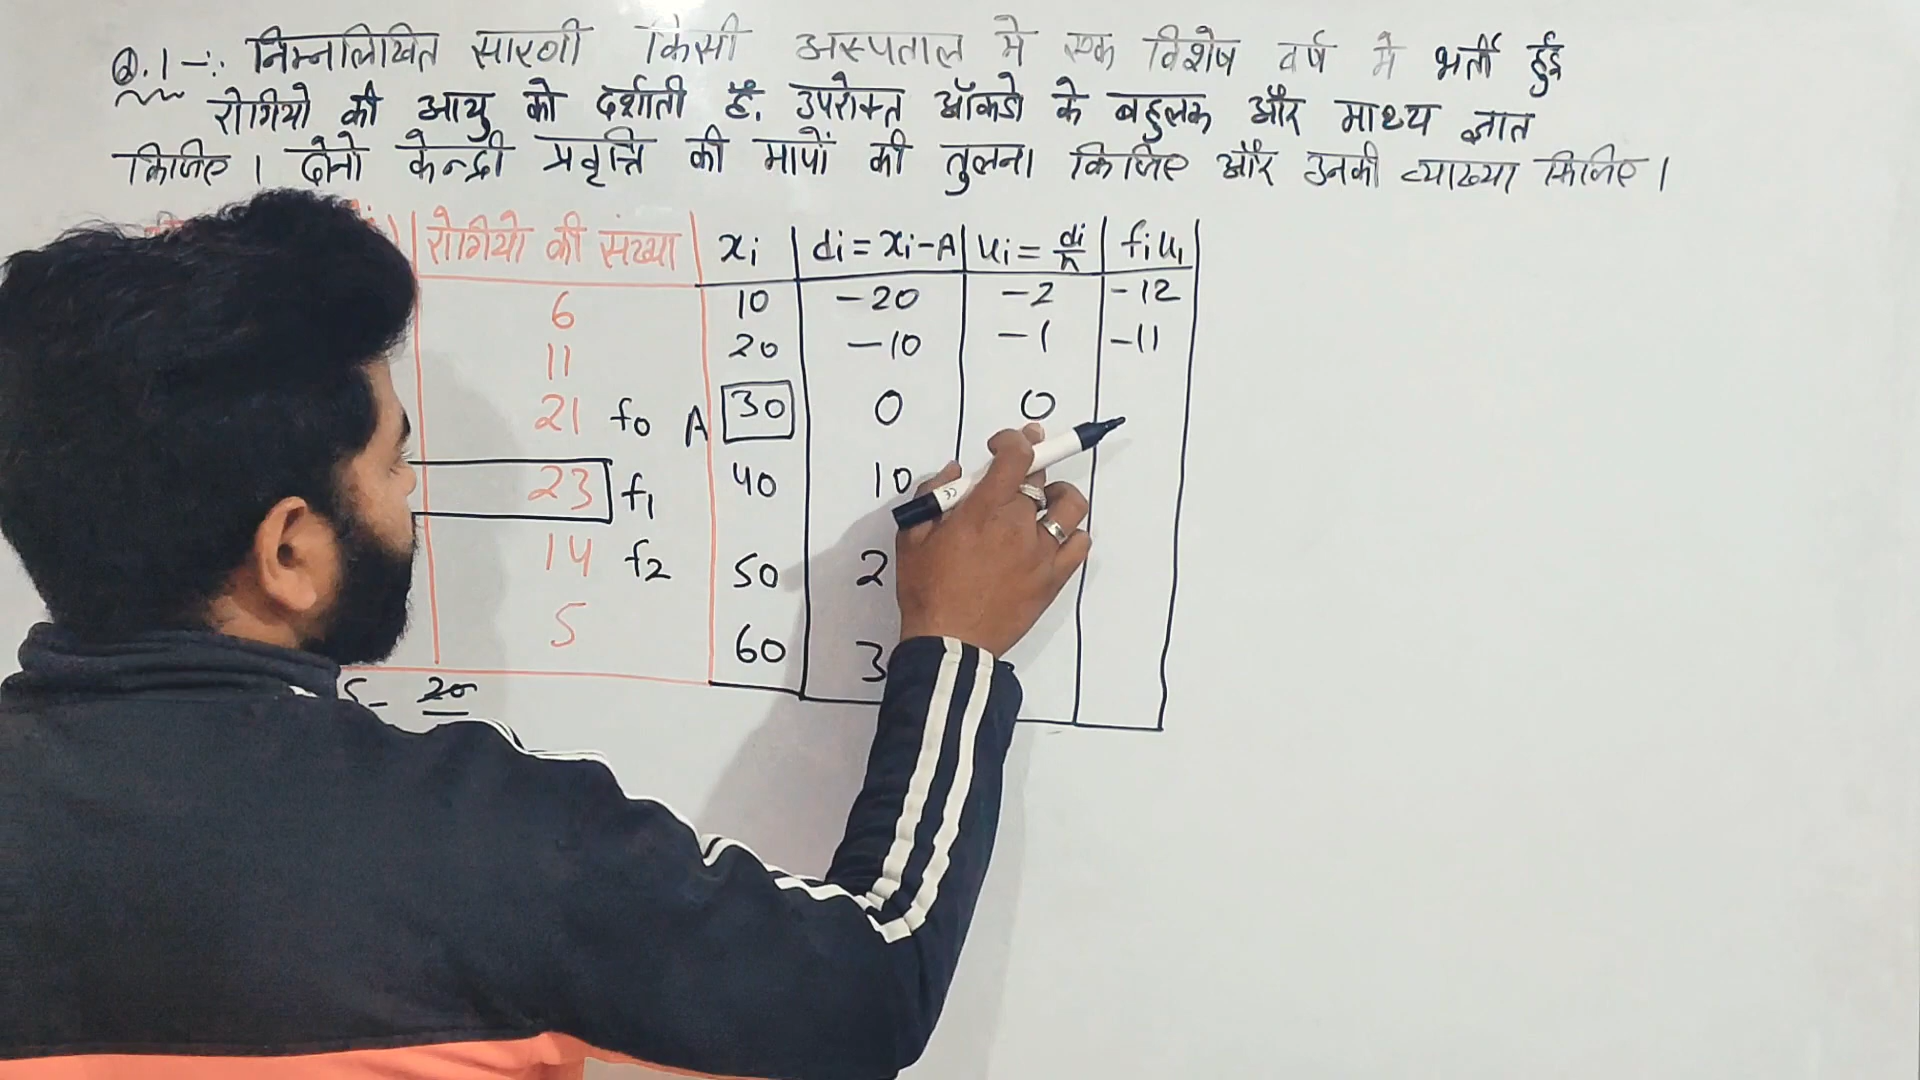 Q.1-: निम्नलिखित सारणी किसी अस्पताल मे एक विशेष वर्ष मे भर्ती हुई
रोगियो की आयु को दर्शाती है. उपरोक्त ऑकडो के बहुलक और माध्य ज्ञात
किजिए। दोनो केन्द्री प्रवृत्ति की मापों की तुलना किजिए और उनकी व्याख्या किजिए।
रोगियो की संख्या xi di=xi-A ui=di/h fiui
6 10 -20 -2 -12
11 20 -10 -1 -11
21 f0 A 30 0 0
23 f1 40 10
14 f2 50 2
5 60 3
20